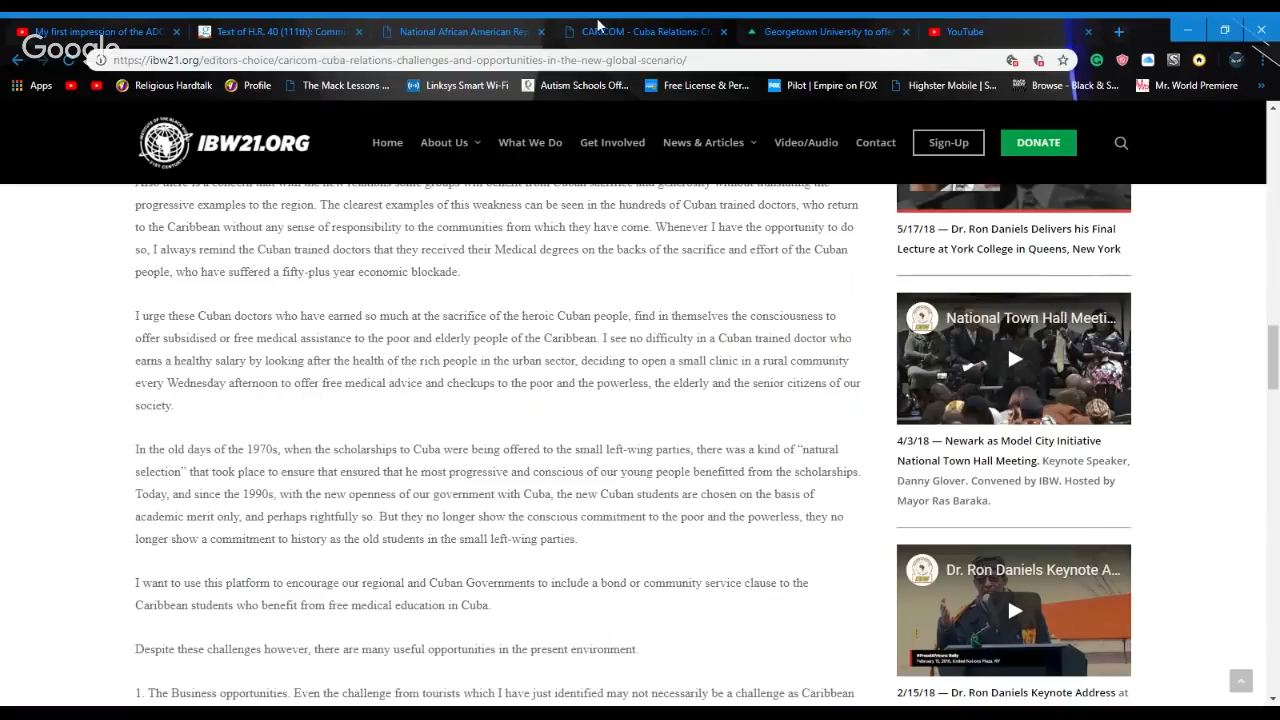 My first impression of the ADO
Text of H.R. 40 (111th): Comm
National African American Re
CARICOM - Cuba Relations: Ch
Georgetown University to offer
YouTube
Google
https://ibw21.org/editors-choice/caricom-cuba-relations-challenges-and-opportunities-in-the-new-global-scenario/
Apps
Religious Hardtalk
Profile
The Mack Lessons ...
Linksys Smart Wi-Fi
Autism Schools Off...
Free License & Per...
Pilot | Empire on FOX
Highster Mobile | S...
Browse - Black & S...
Mr. World Premiere
IBW21.ORG
Home
About Us
What We Do
Get Involved
News & Articles
Video/Audio
Contact
Sign-Up
DONATE
Also there is a concern that with the new relations some groups will benefit from Cuban sacrifice and generosity without translating the
progressive examples to the region. The clearest examples of this weakness can be seen in the hundreds of Cuban trained doctors, who return
to the Caribbean without any sense of responsibility to the communities from which they have come. Whenever I have the opportunity to do
so, I always remind the Cuban trained doctors that they received their Medical degrees on the backs of the sacrifice and effort of the Cuban
people, who have suffered a fifty-plus year economic blockade.
I urge these Cuban doctors who have earned so much at the sacrifice of the heroic Cuban people, find in themselves the consciousness to
offer subsidised or free medical assistance to the poor and elderly people of the Caribbean. I see no difficulty in a Cuban trained doctor who
earns a healthy salary by looking after the health of the rich people in the urban sector, deciding to open a small clinic in a rural community
every Wednesday afternoon to offer free medical advice and checkups to the poor and the powerless, the elderly and the senior citizens of our
society.
In the old days of the 1970s, when the scholarships to Cuba were being offered to the small left-wing parties, there was a kind of “natural
selection” that took place to ensure that ensured that he most progressive and conscious of our young people benefitted from the scholarships.
Today, and since the 1990s, with the new openness of our government with Cuba, the new Cuban students are chosen on the basis of
academic merit only, and perhaps rightfully so. But they no longer show the conscious commitment to the poor and the powerless, they no
longer show a commitment to history as the old students in the small left-wing parties.
I want to use this platform to encourage our regional and Cuban Governments to include a bond or community service clause to the
Caribbean students who benefit from free medical education in Cuba.
Despite these challenges however, there are many useful opportunities in the present environment.
1. The Business opportunities. Even the challenge from tourists which I have just identified may not necessarily be a challenge as Caribbean
5/17/18 — Dr. Ron Daniels Delivers his Final
Lecture at York College in Queens, New York
National Town Hall Meeti...
4/3/18 — Newark as Model City Initiative
National Town Hall Meeting. Keynote Speaker,
Danny Glover. Convened by IBW. Hosted by
Mayor Ras Baraka.
Dr. Ron Daniels Keynote A...
2/15/18 — Dr. Ron Daniels Keynote Address at